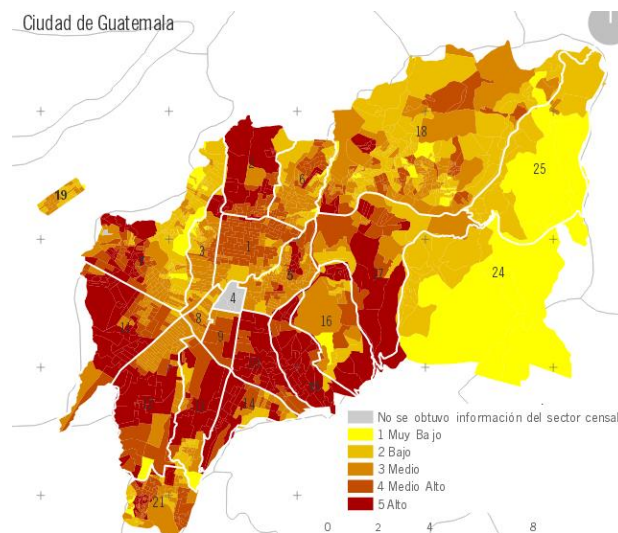 Ciudad de Guatemala
18
25
19
6
3
1
24
4
16
8
9
21
No se obtuvo información del sector censal
1 Muy Bajo
2 Bajo
3 Medio
4 Medio Alto
5 Alto
0 2 4 8